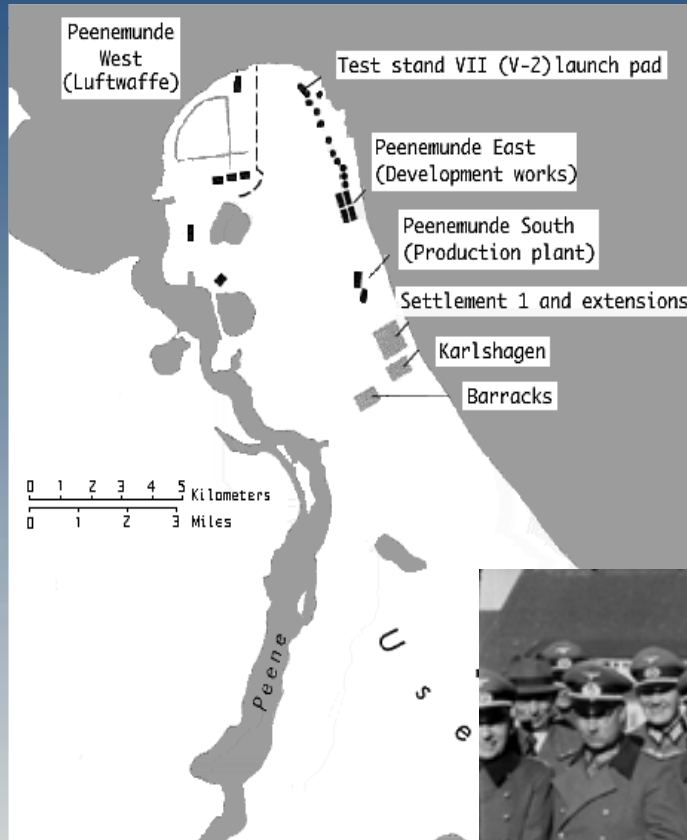 Peenemunde
West
(Luftwaffe)
Test stand VII (V-2) launch pad
Peenemunde East
(Development works)
Peenemunde South
(Production plant)
Settlement 1 and extensions
Karlshagen
Barracks
0 1 2 3 4 5 Kilometers
0 1 2 3 Miles
Peene
U s e